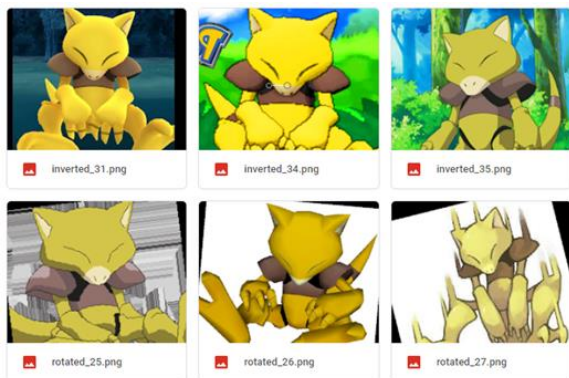 inverted_31.png
inverted_34.png
inverted_35.png
rotated_25.png
rotated_26.png
rotated_27.png